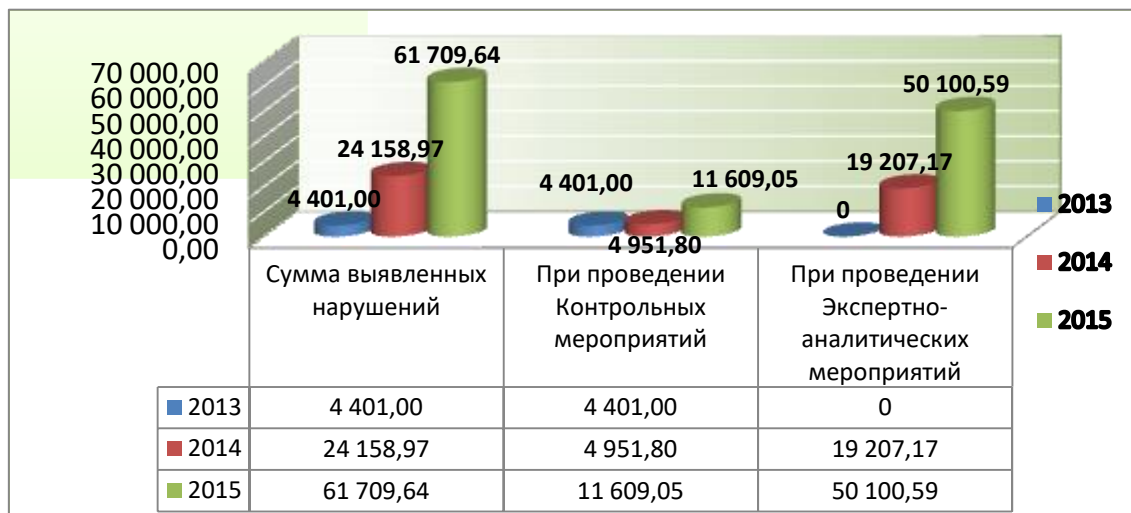 70 000,00
60 000,00
50 000,00
40 000,00
30 000,00
20 000,00
10 000,00
0,00
4 401,00
24 158,97
61 709,64
4 401,00
4 951,80
11 609,05
0
19 207,17
50 100,59
2013
2014
2015
Сумма выявленных
нарушений
При проведении
Контрольных
мероприятий
При проведении
Экспертно-
аналитических
мероприятий
2013 4 401,00 4 401,00 0
2014 24 158,97 4 951,80 19 207,17
2015 61 709,64 11 609,05 50 100,59